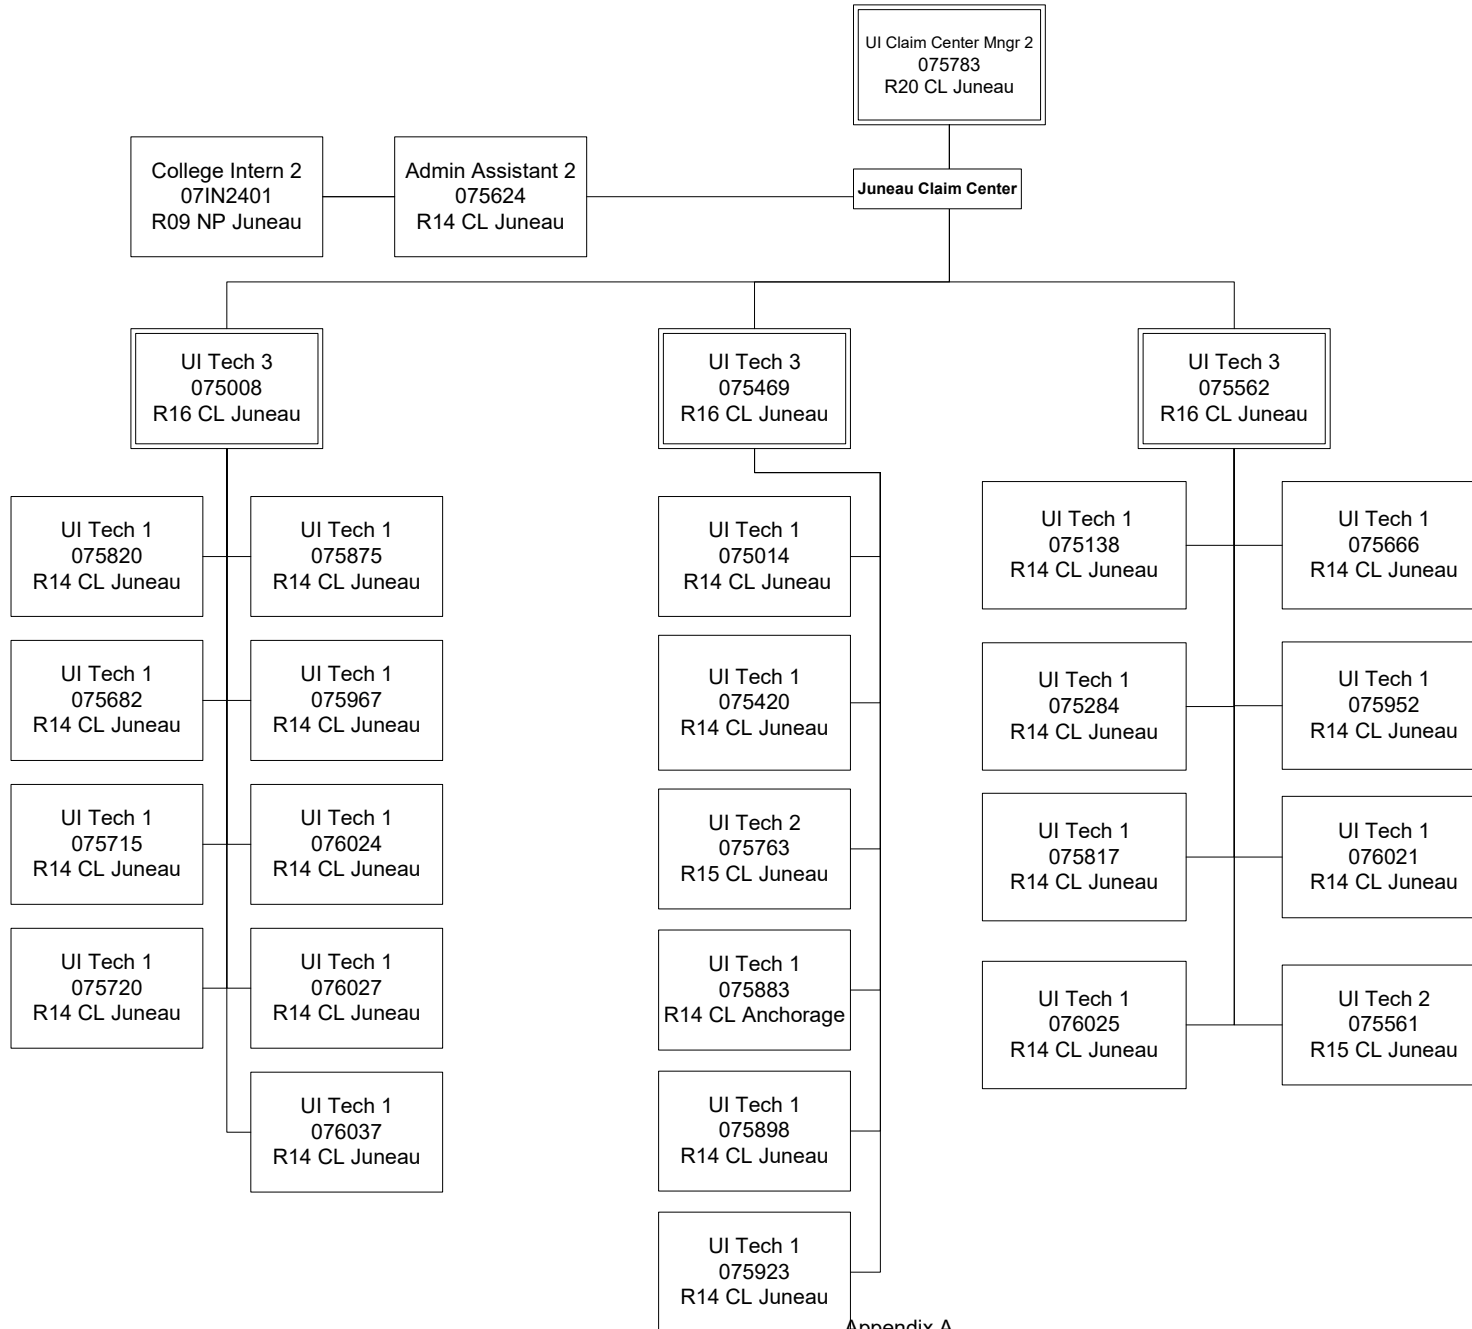 UI Claim Center Mngr 2
075783
R20 CL Juneau
College Intern 2
07IN2401
R09 NP Juneau
Admin Assistant 2
075624
R14 CL Juneau
Juneau Claim Center
UI Tech 3
075008
R16 CL Juneau
UI Tech 3
075469
R16 CL Juneau
UI Tech 3
075562
R16 CL Juneau
UI Tech 1
075820
R14 CL Juneau
UI Tech 1
075875
R14 CL Juneau
UI Tech 1
075682
R14 CL Juneau
UI Tech 1
075967
R14 CL Juneau
UI Tech 1
075715
R14 CL Juneau
UI Tech 1
076024
R14 CL Juneau
UI Tech 1
075720
R14 CL Juneau
UI Tech 1
076027
R14 CL Juneau
UI Tech 1
076037
R14 CL Juneau
UI Tech 1
075014
R14 CL Juneau
UI Tech 1
075420
R14 CL Juneau
UI Tech 2
075763
R15 CL Juneau
UI Tech 1
075883
R14 CL Anchorage
UI Tech 1
075898
R14 CL Juneau
UI Tech 1
075923
R14 CL Juneau
UI Tech 1
075138
R14 CL Juneau
UI Tech 1
075666
R14 CL Juneau
UI Tech 1
075284
R14 CL Juneau
UI Tech 1
075952
R14 CL Juneau
UI Tech 1
075817
R14 CL Juneau
UI Tech 1
076021
R14 CL Juneau
UI Tech 1
076025
R14 CL Juneau
UI Tech 2
075561
R15 CL Juneau
Appendix A